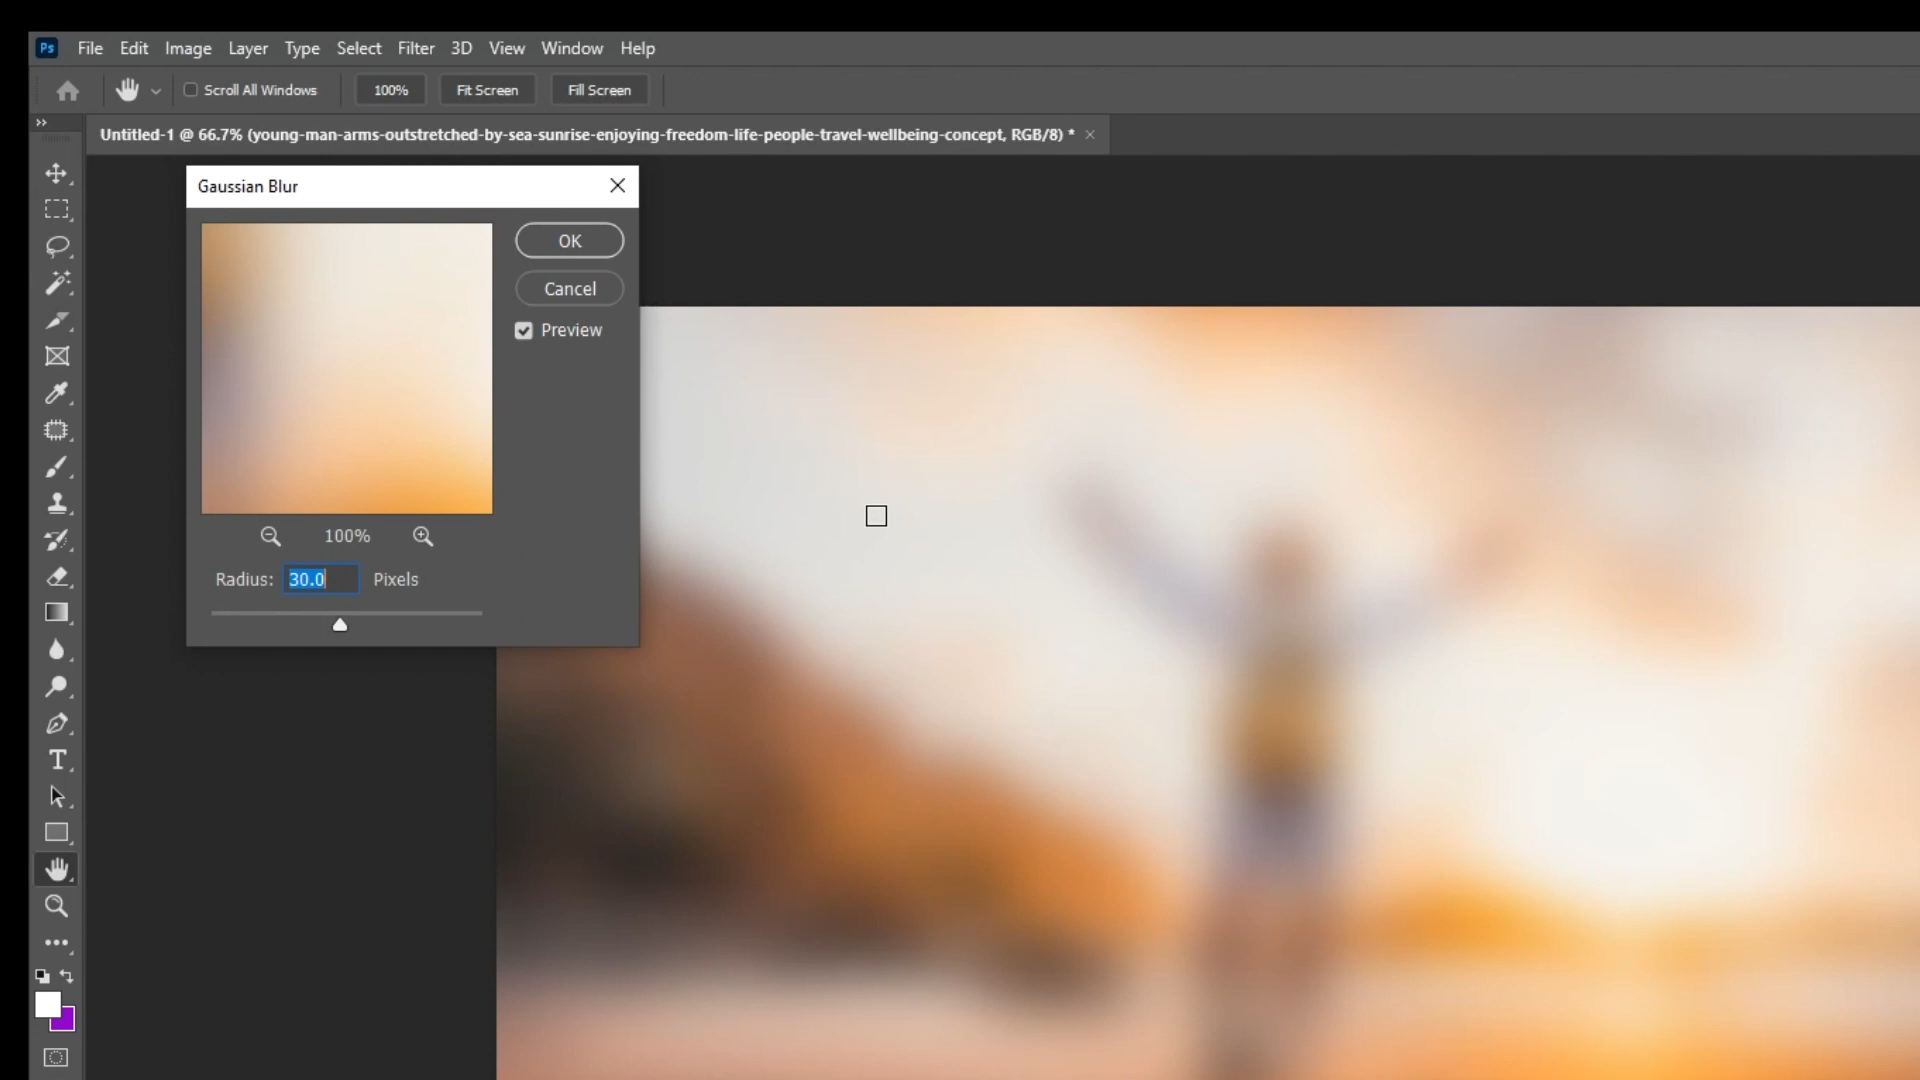 Ps File Edit Image Layer Type Select Filter 3D View Window Help
Scroll All Windows 100% Fit Screen Fill Screen
Untitled-1 @ 66.7% (young-man-arms-outstretched-by-sea-sunrise-enjoying-freedom-life-people-travel-wellbeing-concept, RGB/8) *
Gaussian Blur
OK
Cancel
Preview
100%
Radius: 30.0 Pixels